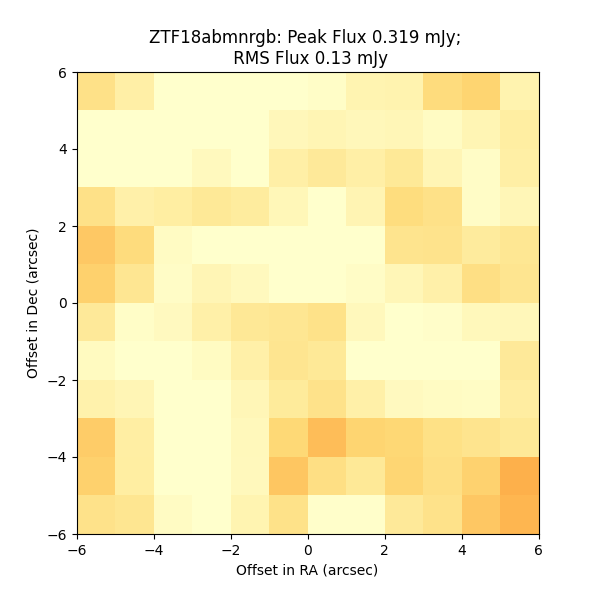 ZTF18abmnrgb: Peak Flux 0.319 mJy;
RMS Flux 0.13 mJy
6
4
2
0
−2
−4
−6
Offset in Dec (arcsec)
−6 −4 −2 0 2 4 6
Offset in RA (arcsec)